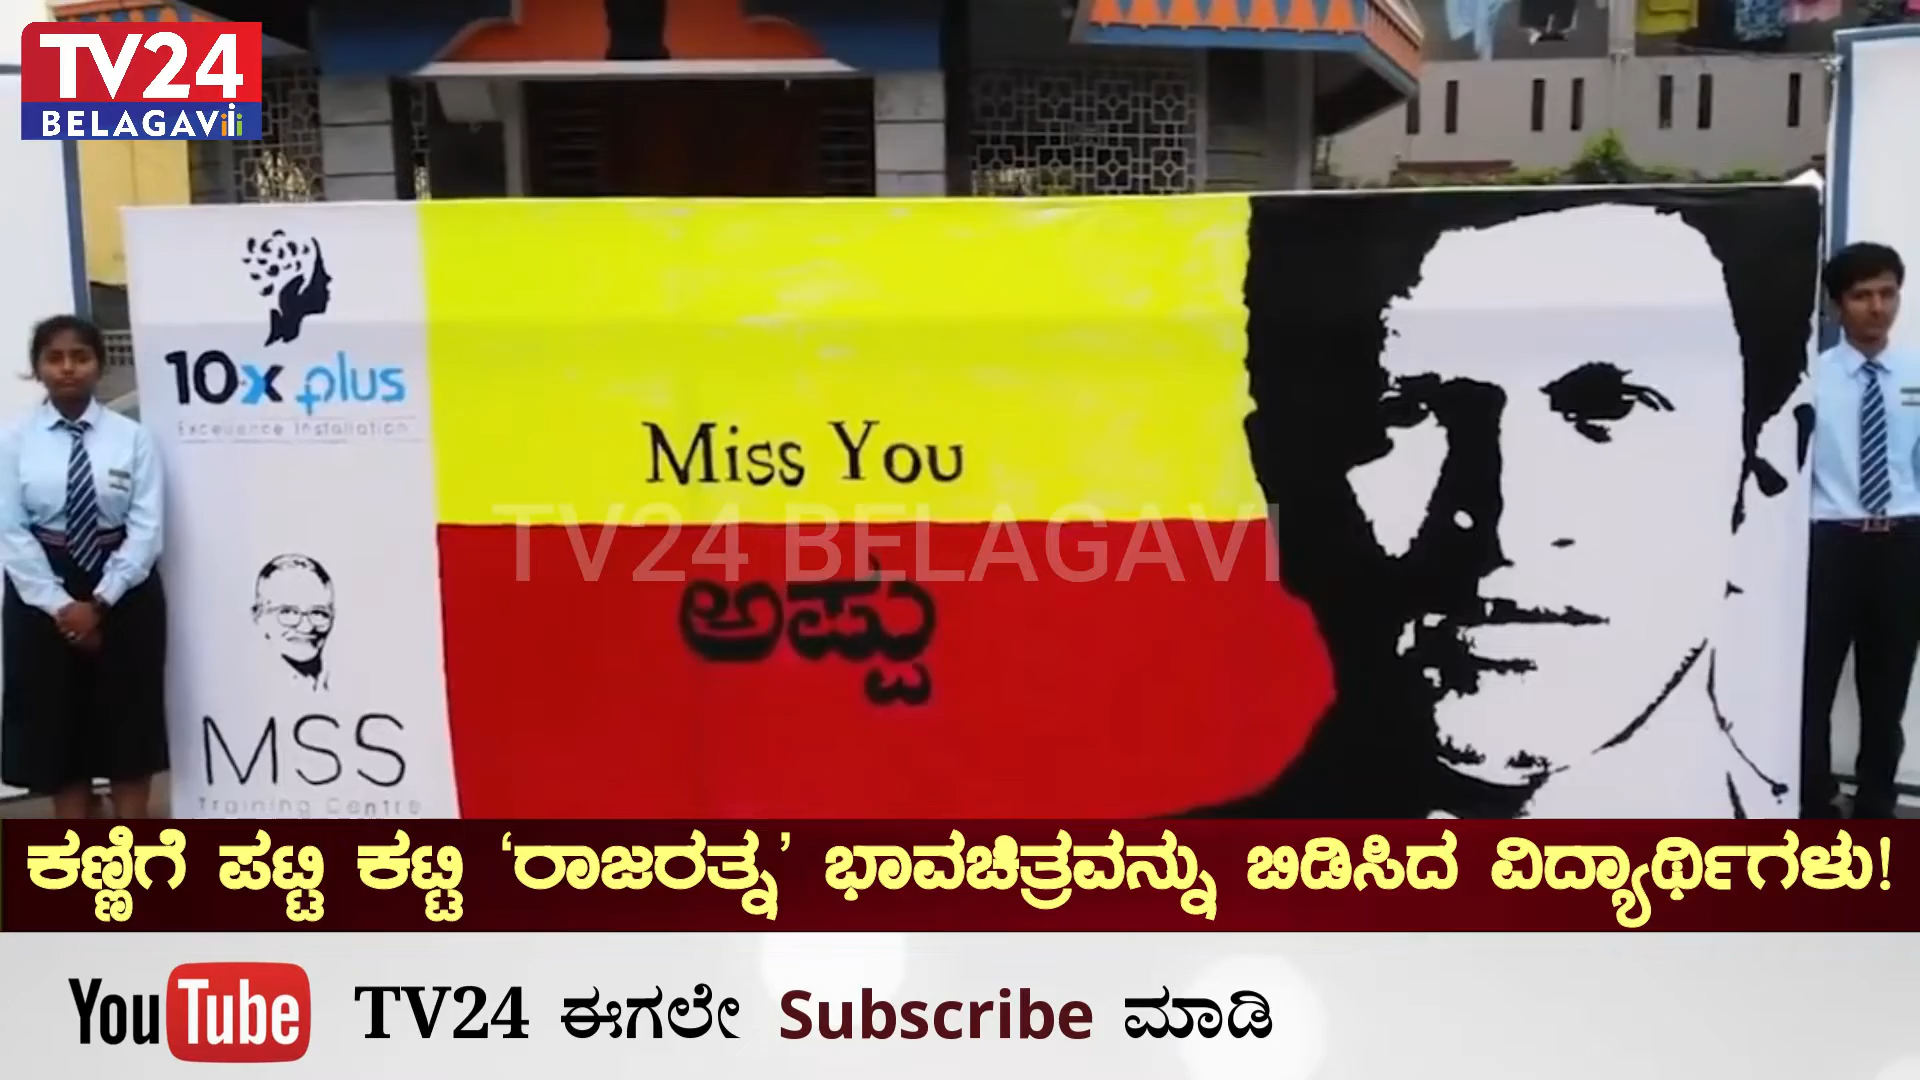 TV24
BELAGAVi
10x plus
Excellence Installation
Miss You
TV24 BELAGAVI
ಅಪ್ಪು
MSS
Training Centre
ಕಣ್ಣಿಗೆ ಪಟ್ಟಿ ಕಟ್ಟಿ ‘ರಾಜರತ್ನ’ ಭಾವಚಿತ್ರವನ್ನು ಬಿಡಿಸಿದ ವಿದ್ಯಾರ್ಥಿಗಳು!
YouTube TV24 ಈಗಲೇ Subscribe ಮಾಡಿ